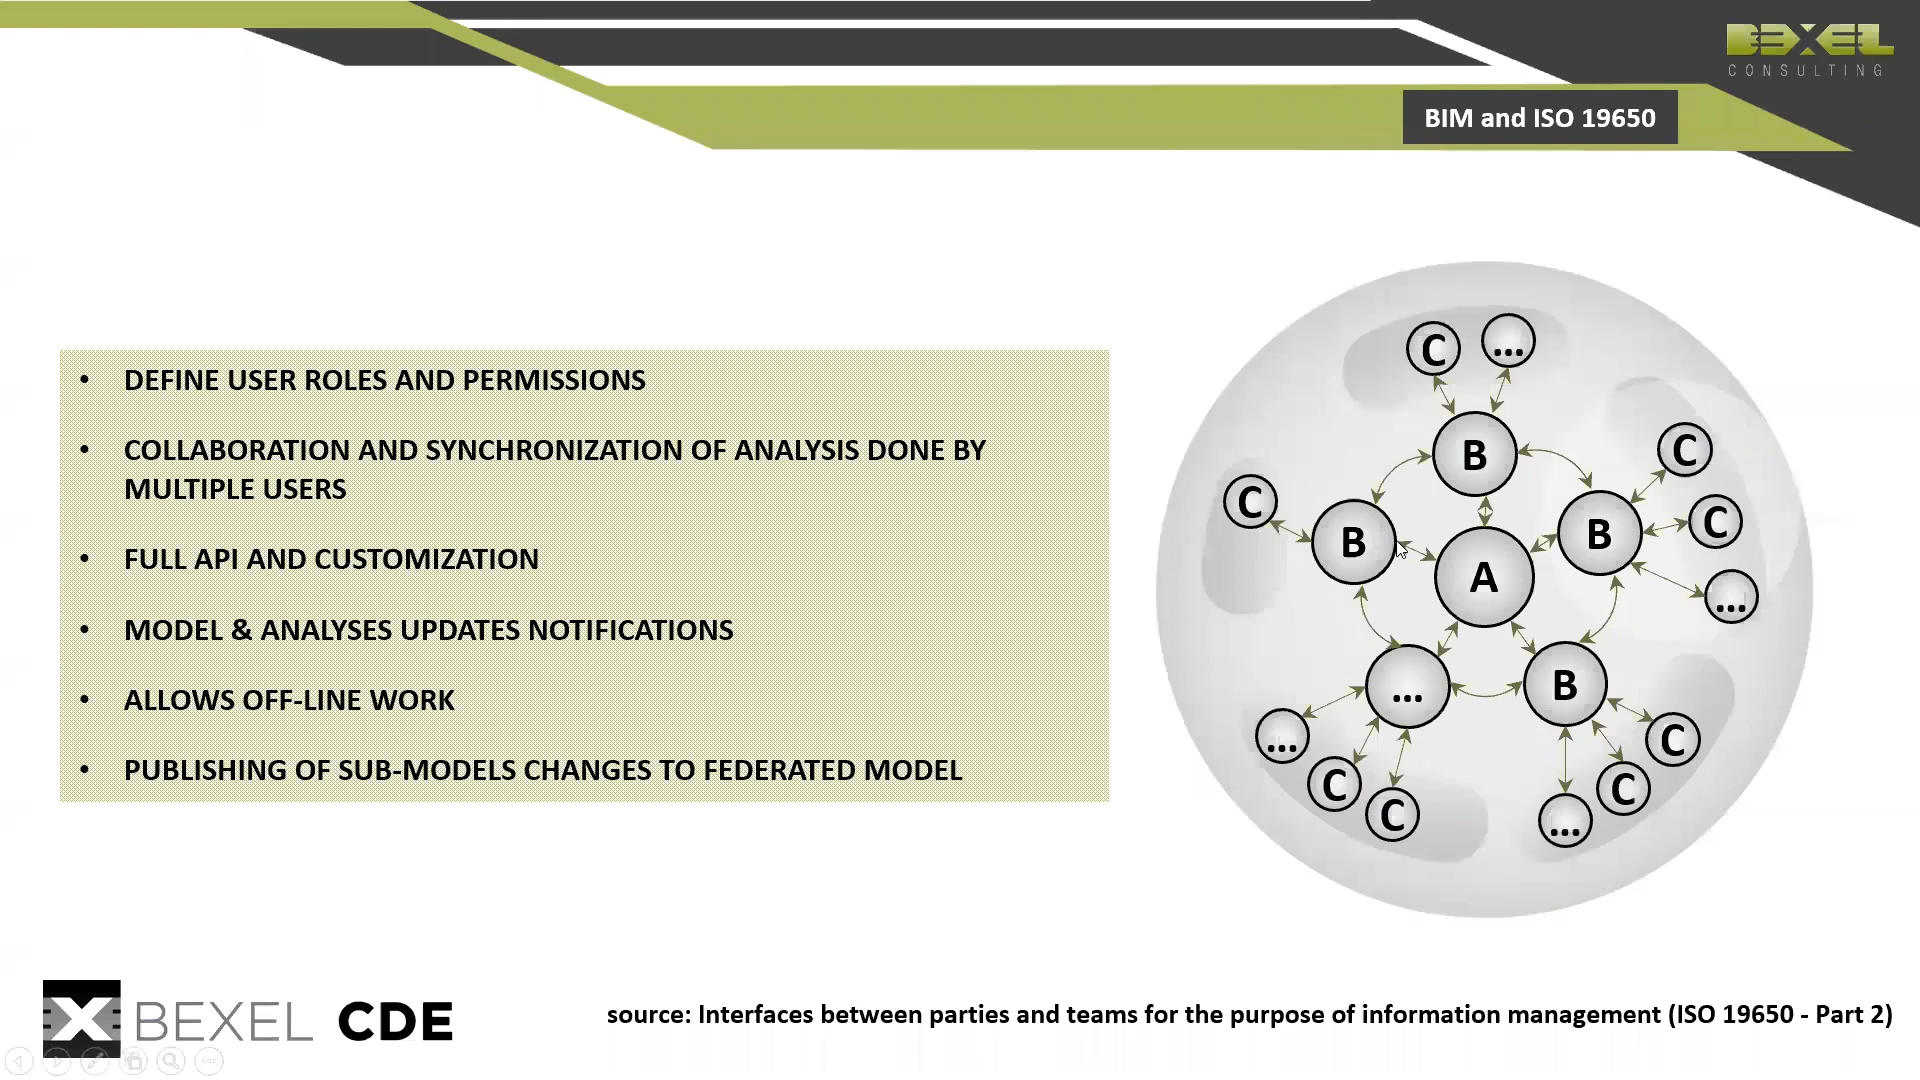 BEXEL
CONSULTING
BIM and ISO 19650
• DEFINE USER ROLES AND PERMISSIONS
• COLLABORATION AND SYNCHRONIZATION OF ANALYSIS DONE BY
MULTIPLE USERS
• FULL API AND CUSTOMIZATION
• MODEL & ANALYSES UPDATES NOTIFICATIONS
• ALLOWS OFF-LINE WORK
• PUBLISHING OF SUB-MODELS CHANGES TO FEDERATED MODEL
C
...
B
C
C
B
B
C
A
...
...
B
...
C
C
C
C
...
BEXEL CDE
source: Interfaces between parties and teams for the purpose of information management (ISO 19650 - Part 2)